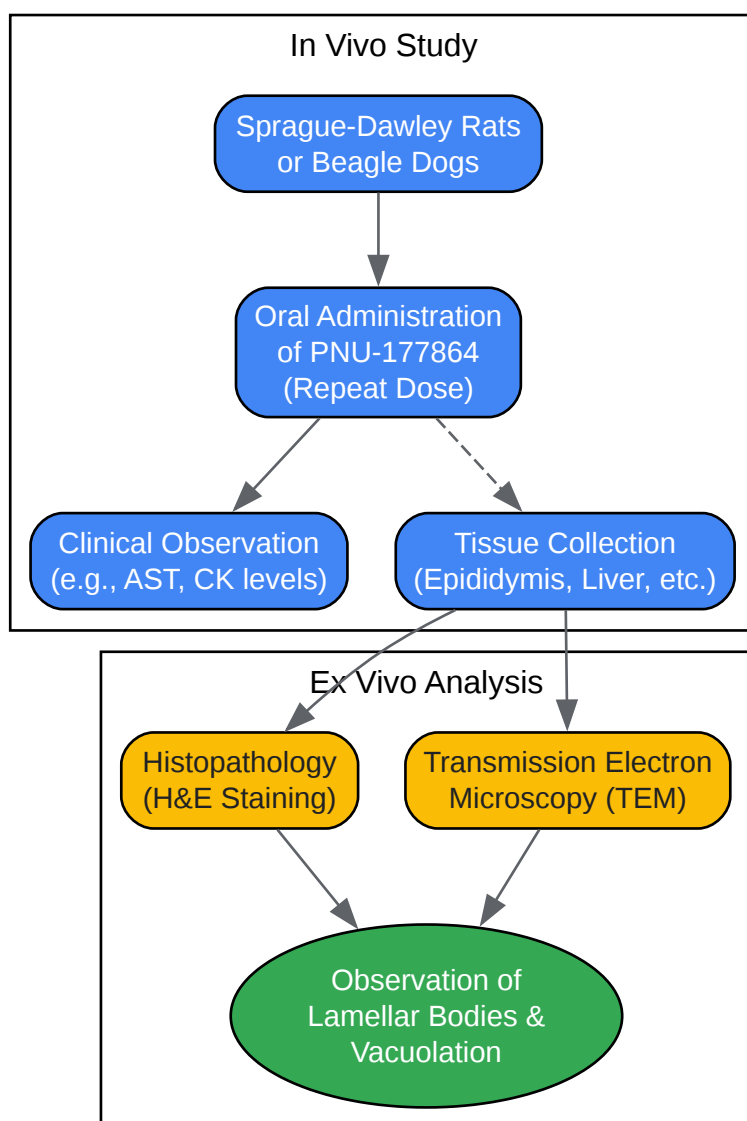 In Vivo Study
Sprague-Dawley Rats
or Beagle Dogs
Oral Administration
of PNU-177864
(Repeat Dose)
Clinical Observation
(e.g., AST, CK levels)
Tissue Collection
(Epididymis, Liver, etc.)
Ex Vivo Analysis
Histopathology
(H&E Staining)
Transmission Electron
Microscopy (TEM)
Observation of
Lamellar Bodies &
Vacuolation